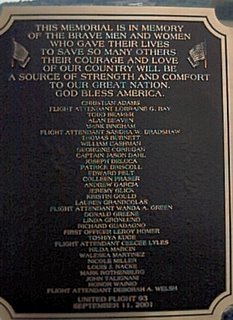 THIS MEMORIAL IS IN MEMORY
OF THE BRAVE MEN AND WOMEN
WHO GAVE THEIR LIVES
TO SAVE SO MANY OTHERS
THEIR COURAGE AND LOVE
OF OUR COUNTRY WILL BE
A SOURCE OF STRENGTH AND COMFORT
TO OUR GREAT NATION.
GOD BLESS AMERICA.
CHRISTIAN ADAMS
FLIGHT ATTENDANT LORRAINE G. BAY
TODD BEAMER
ALAN BEAVEN
MARK BINGHAM
FLIGHT ATTENDANT SANDRA W. BRADSHAW
THOMAS BURNETT
WILLIAM CASHMAN
GEORGINE CORRIGAN
CAPTAIN JASON DAHL
JOSEPH DELUCA
PATRICK DRISCOLL
EDWARD FELT
COLLEEN FRASER
ANDREW GARCIA
JEREMY GLICK
KRISTIN GOULD
LAUREN GRANDCOLAS
FLIGHT ATTENDANT WANDA A. GREEN
DONALD GREENE
LINDA GRONLUND
RICHARD GUADAGNO
FIRST OFFICER LEROY HOMER
TOSHIYA KUGE
FLIGHT ATTENDANT CEECEE LYLES
HILDA MARCIN
WALESKA MARTINEZ
NICOLE MILLER
LOUIS J. NACKE
MARK ROTHENBERG
JOHN TALIGNANI
HONOR WAINIO
FLIGHT ATTENDANT DEBORAH A. WELSH
UNITED FLIGHT 93
SEPTEMBER 11, 2001